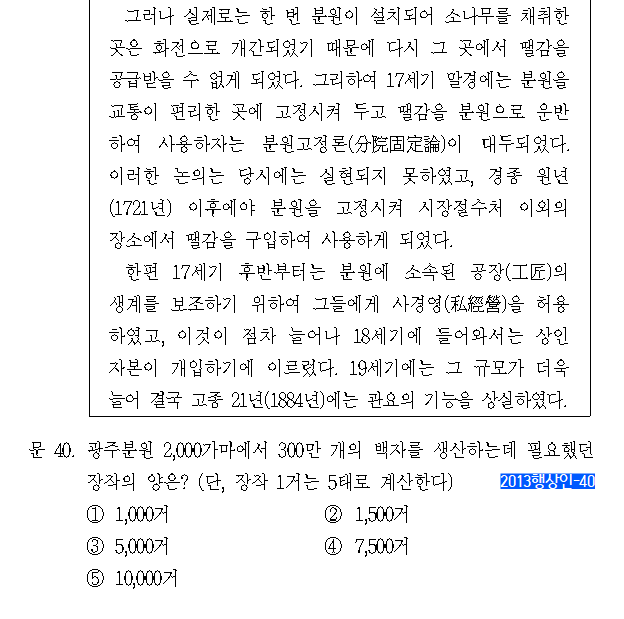 그러나 실제로는 한 번 분원이 설치되어 소나무를 채취한
곳은 화전으로 개간되었기 때문에 다시 그 곳에서 땔감을
공급받을 수 없게 되었다. 그리하여 17세기 말경에는 분원을
교통이 편리한 곳에 고정시켜 두고 땔감을 분원으로 운반
하여 사용하자는 분원고정론(分院固定論)이 대두되었다.
이러한 논의는 당시에는 실현되지 못하였고, 경종 원년
(1721년) 이후에야 분원을 고정시켜 시장절수처 이외의
장소에서 땔감을 구입하여 사용하게 되었다.
한편 17세기 후반부터는 분원에 소속된 공장(工匠)의
생계를 보조하기 위하여 그들에게 사경영(私經營)을 허용
하였고, 이것이 점차 늘어나 18세기에 들어와서는 상인
자본이 개입하기에 이르렀다. 19세기에는 그 규모가 더욱
늘어 결국 고종 21년(1884년)에는 관요의 기능을 상실하였다.
문 40. 광주분원 2,000가마에서 300만 개의 백자를 생산하는데 필요했던
장작의 양은? (단, 장작 1거는 5태로 계산한다) 2013행상인-40
① 1,000거 ② 1,500거
③ 5,000거 ④ 7,500거
⑤ 10,000거